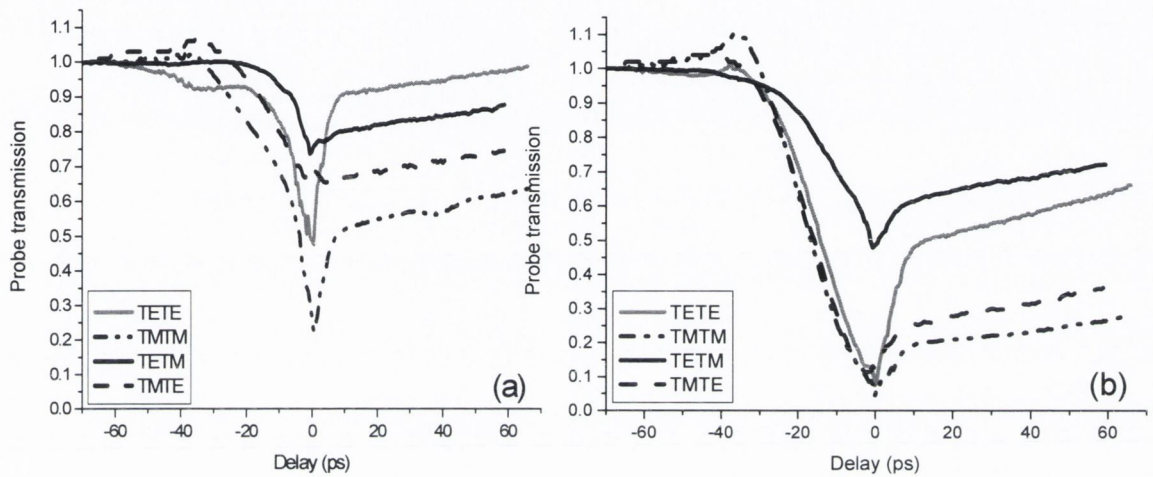 1.1
1.0
0.9
0.8
0.7
0.6
0.5
0.4
0.3
0.2
0.1
0.0
Probe transmission
TETE
TMTM
TETM
TMTE
(a)
-60 -40 -20 0 20 40 60
Delay (ps)
1.1
1.0
0.9
0.8
0.7
0.6
0.5
0.4
0.3
0.2
0.1
0.0
Probe transmission
TETE
TMTM
TETM
TMTE
(b)
-60 -40 -20 0 20 40 60
Delay (ps)